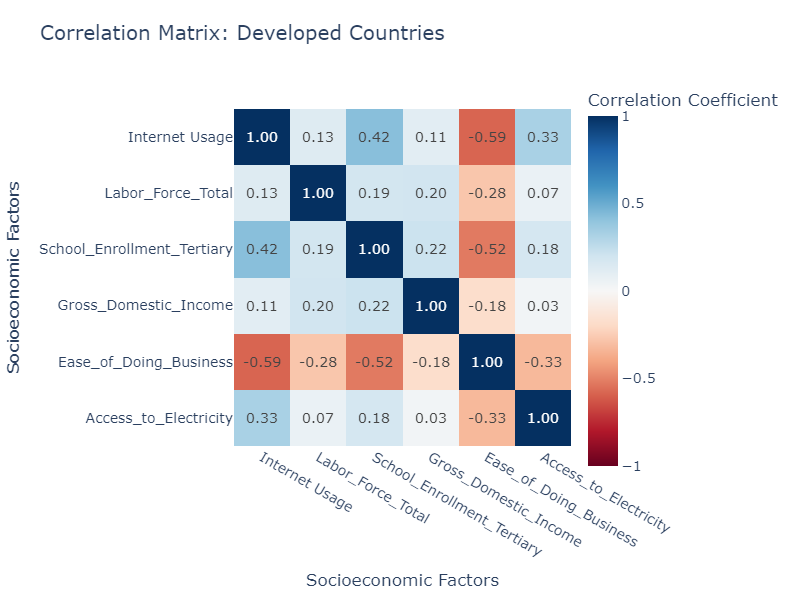 Correlation Matrix: Developed Countries
Correlation Coefficient
Socioeconomic Factors
Internet Usage 1.00 0.13 0.42 0.11 -0.59 0.33
Labor_Force_Total 0.13 1.00 0.19 0.20 -0.28 0.07
School_Enrollment_Tertiary 0.42 0.19 1.00 0.22 -0.52 0.18
Gross_Domestic_Income 0.11 0.20 0.22 1.00 -0.18 0.03
Ease_of_Doing_Business -0.59 -0.28 -0.52 -0.18 1.00 -0.33
Access_to_Electricity 0.33 0.07 0.18 0.03 -0.33 1.00
1
0.5
0
−0.5
−1
Internet Usage
Labor_Force_Total
School_Enrollment_Tertiary
Gross_Domestic_Income
Ease_of_Doing_Business
Access_to_Electricity
Socioeconomic Factors